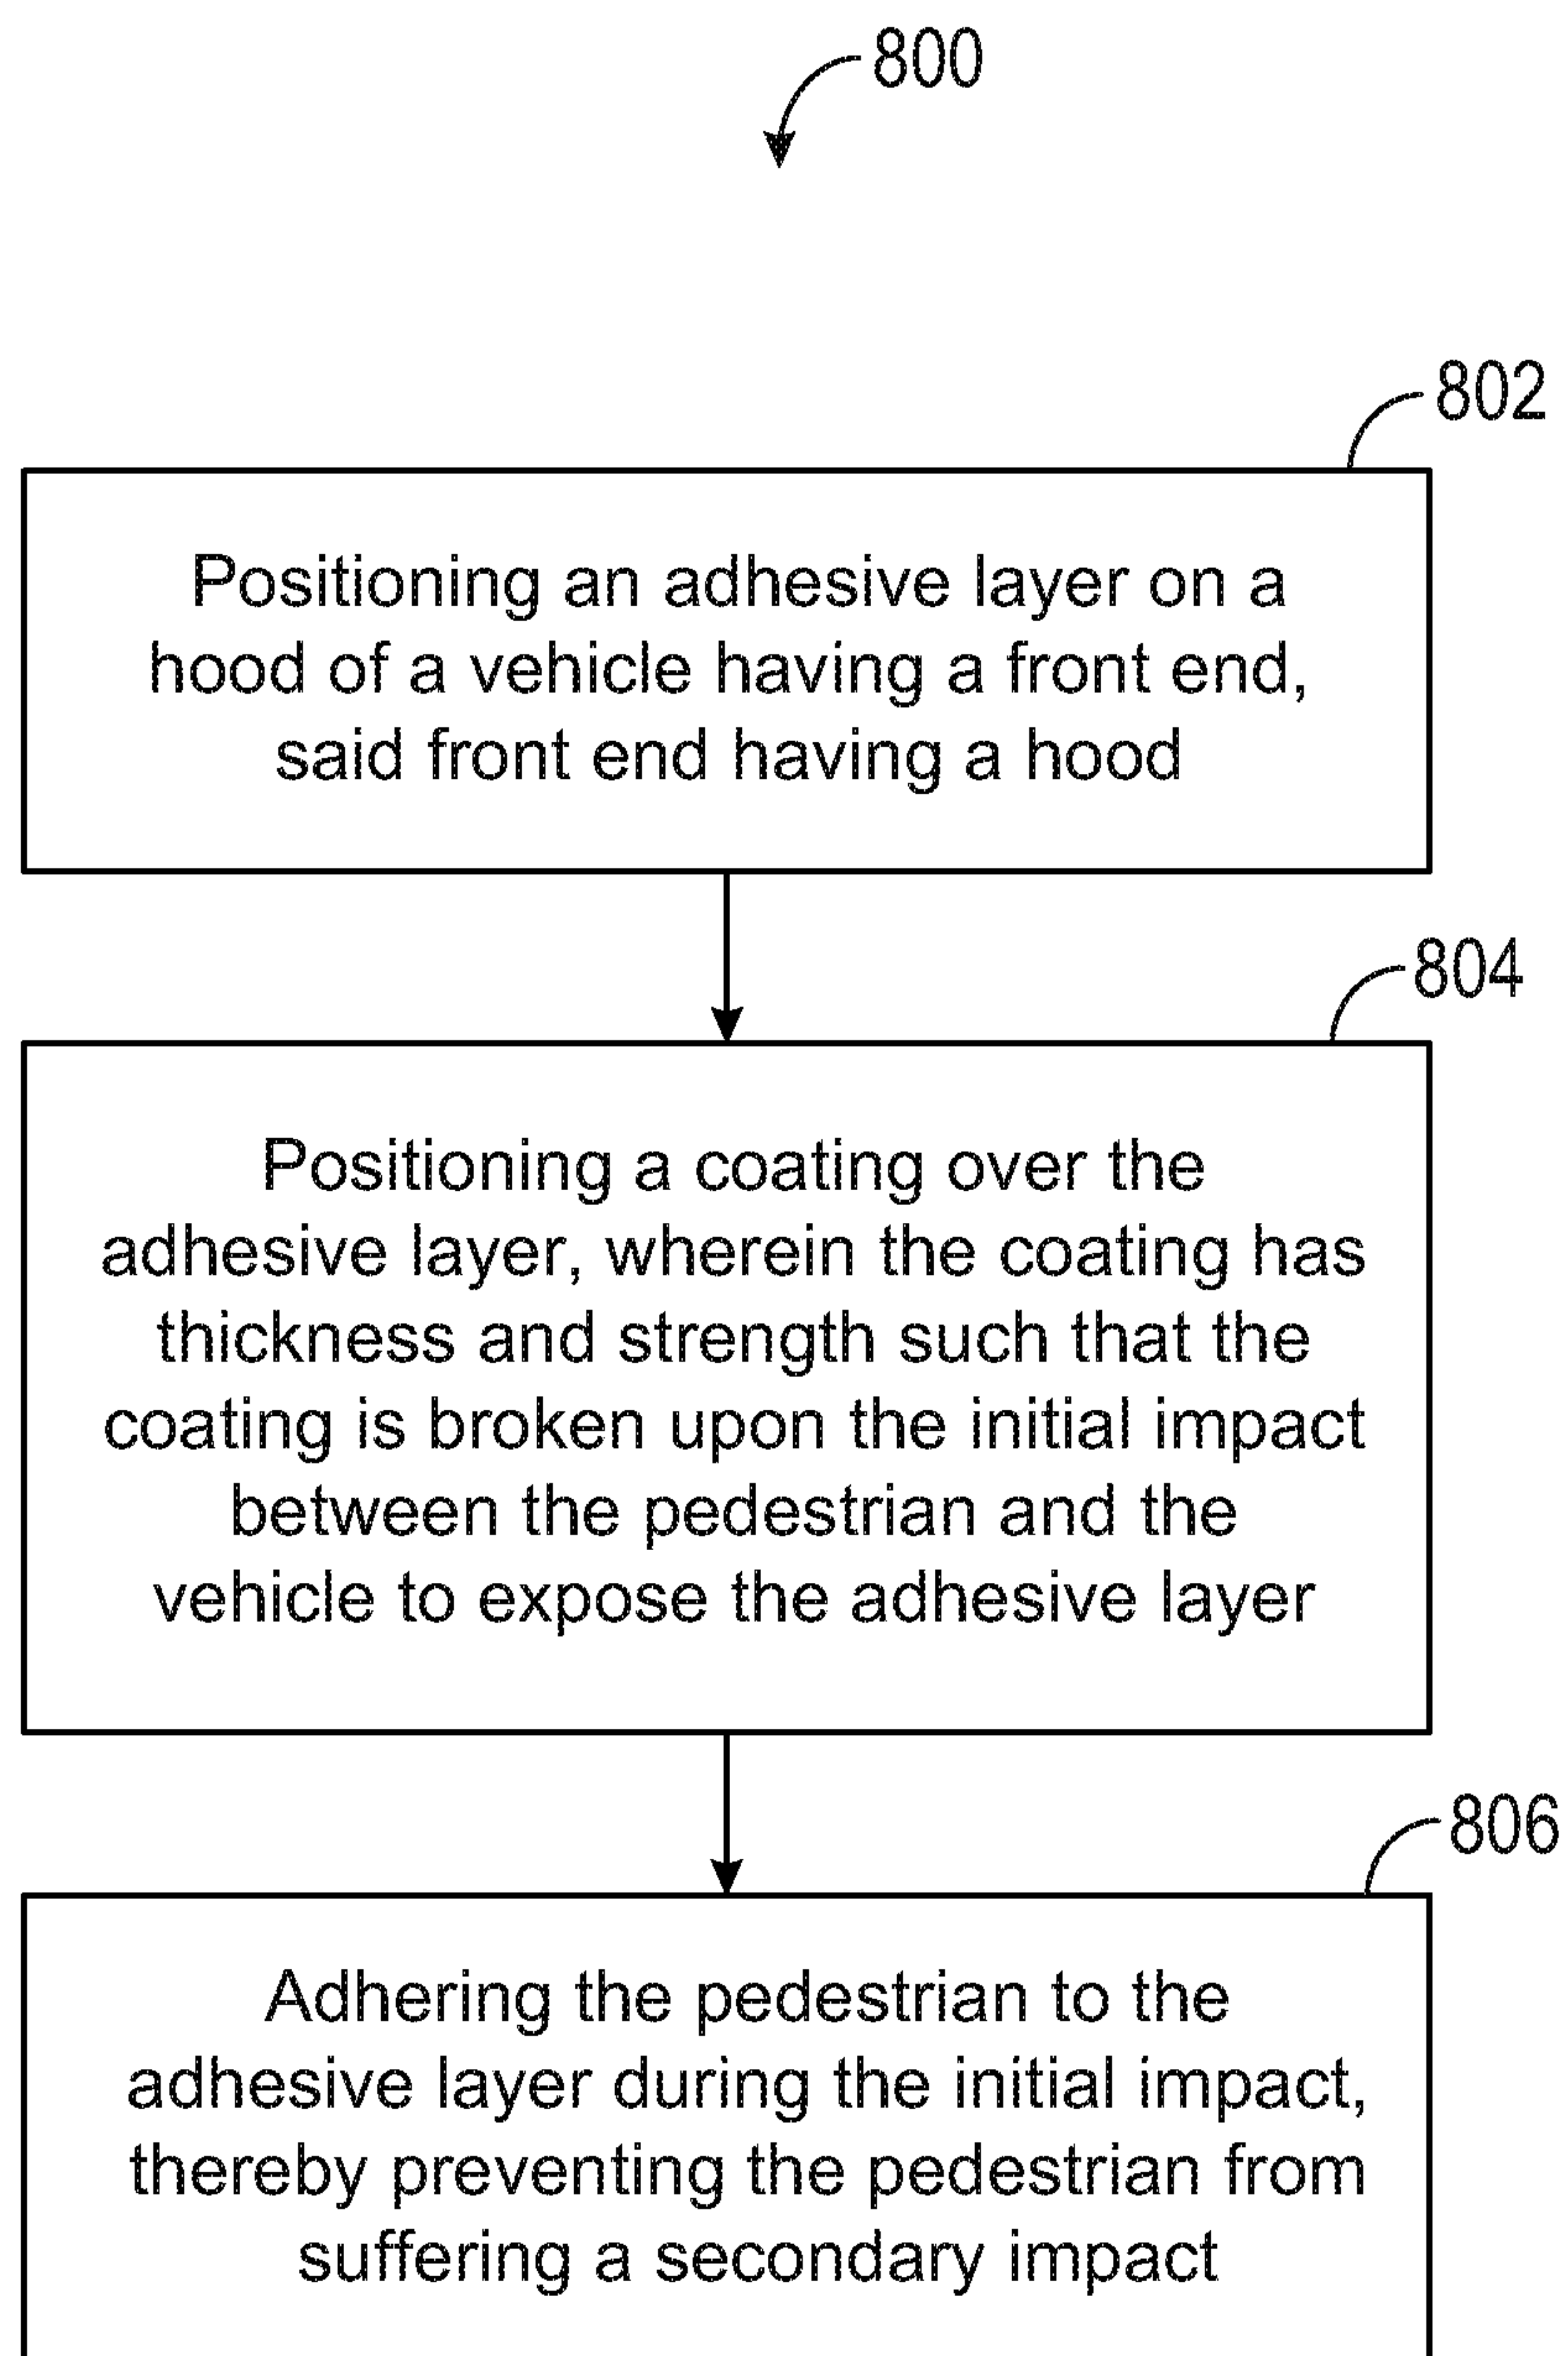 800
802
Positioning an adhesive layer on a
hood of a vehicle having a front end,
said front end having a hood
804
Positioning a coating over the
adhesive layer, wherein the coating has
thickness and strength such that the
coating is broken upon the initial impact
between the pedestrian and the
vehicle to expose the adhesive layer
806
Adhering the pedestrian to the
adhesive layer during the initial impact,
thereby preventing the pedestrian from
suffering a secondary impact